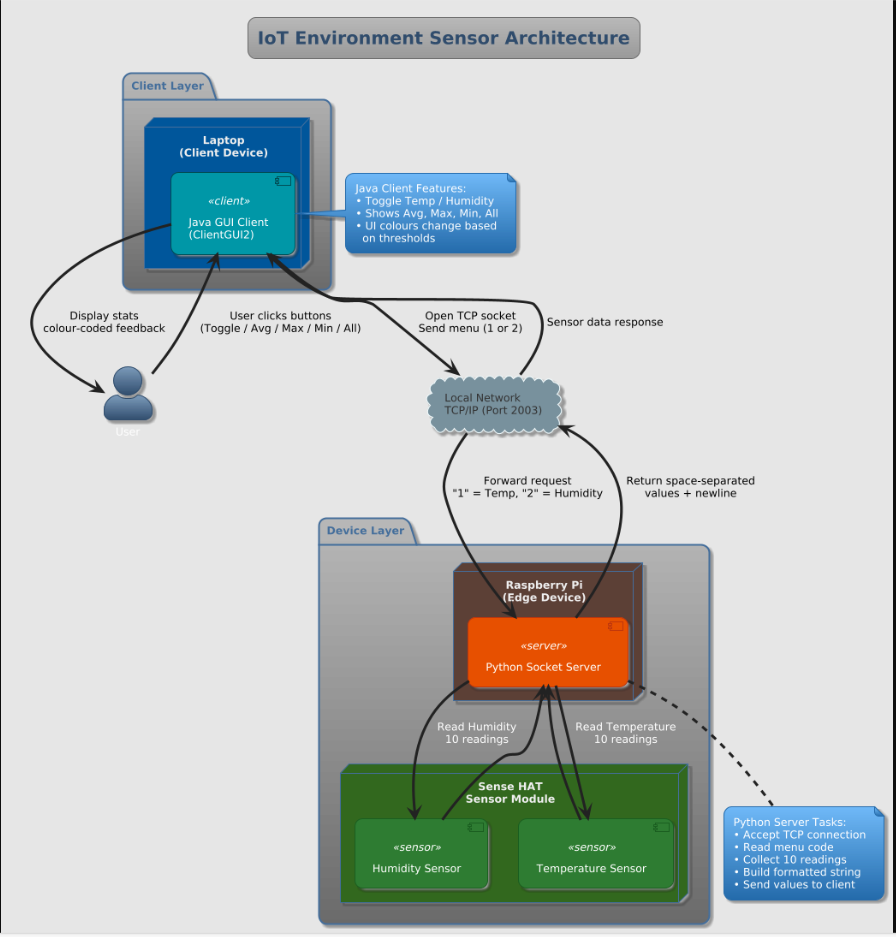 IoT Environment Sensor Architecture
Client Layer
Laptop
(Client Device)
«client»
Java GUI Client
(ClientGUI2)
Java Client Features:
• Toggle Temp / Humidity
• Shows Avg, Max, Min, All
• UI colours change based
on thresholds
Display stats
colour-coded feedback
User clicks buttons
(Toggle / Avg / Max / Min / All)
Open TCP socket
Send menu (1 or 2)
Sensor data response
User
Local Network
TCP/IP (Port 2003)
Forward request
"1" = Temp, "2" = Humidity
Return space-separated
values + newline
Device Layer
Raspberry Pi
(Edge Device)
«server»
Python Socket Server
Read Humidity
10 readings
Read Temperature
10 readings
Sense HAT
Sensor Module
«sensor»
Humidity Sensor
«sensor»
Temperature Sensor
Python Server Tasks:
• Accept TCP connection
• Read menu code
• Collect 10 readings
• Build formatted string
• Send values to client